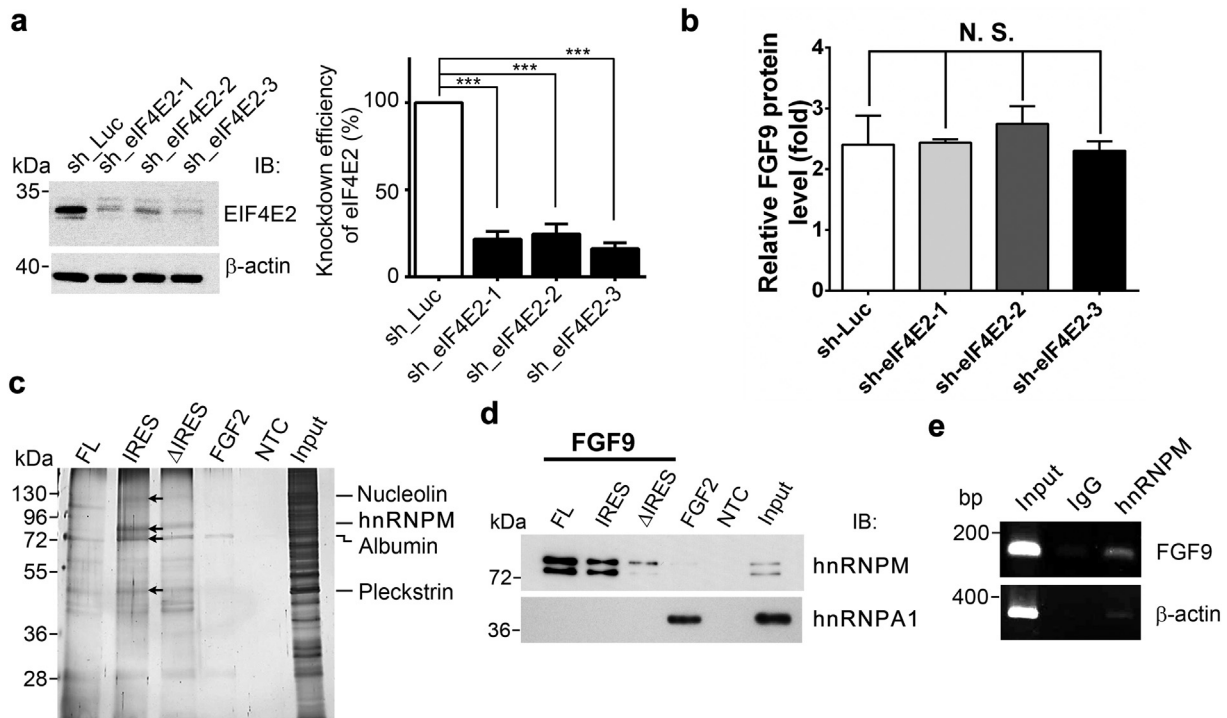 a
sh_Luc
sh_eIF4E2-1
sh_eIF4E2-2
sh_eIF4E2-3
kDa
IB:
35
EIF4E2
40
β-actin
Knockdown efficiency
of eIF4E2 (%)
100
50
0
***
***
***
sh_Luc
sh_eIF4E2-1
sh_eIF4E2-2
sh_eIF4E2-3
b
Relative FGF9 protein
level (fold)
4
3
2
1
0
N. S.
sh-Luc
sh-eIF4E2-1
sh-eIF4E2-2
sh-eIF4E2-3
c
kDa
FL
IRES
ΔIRES
FGF2
NTC
Input
130
96
72
55
36
28
Nucleolin
hnRNPM
Albumin
Pleckstrin
d
FGF9
kDa
FL
IRES
ΔIRES
FGF2
NTC
Input
IB:
72
hnRNPM
36
hnRNPA1
e
bp
Input
IgG
hnRNPM
200
FGF9
400
β-actin